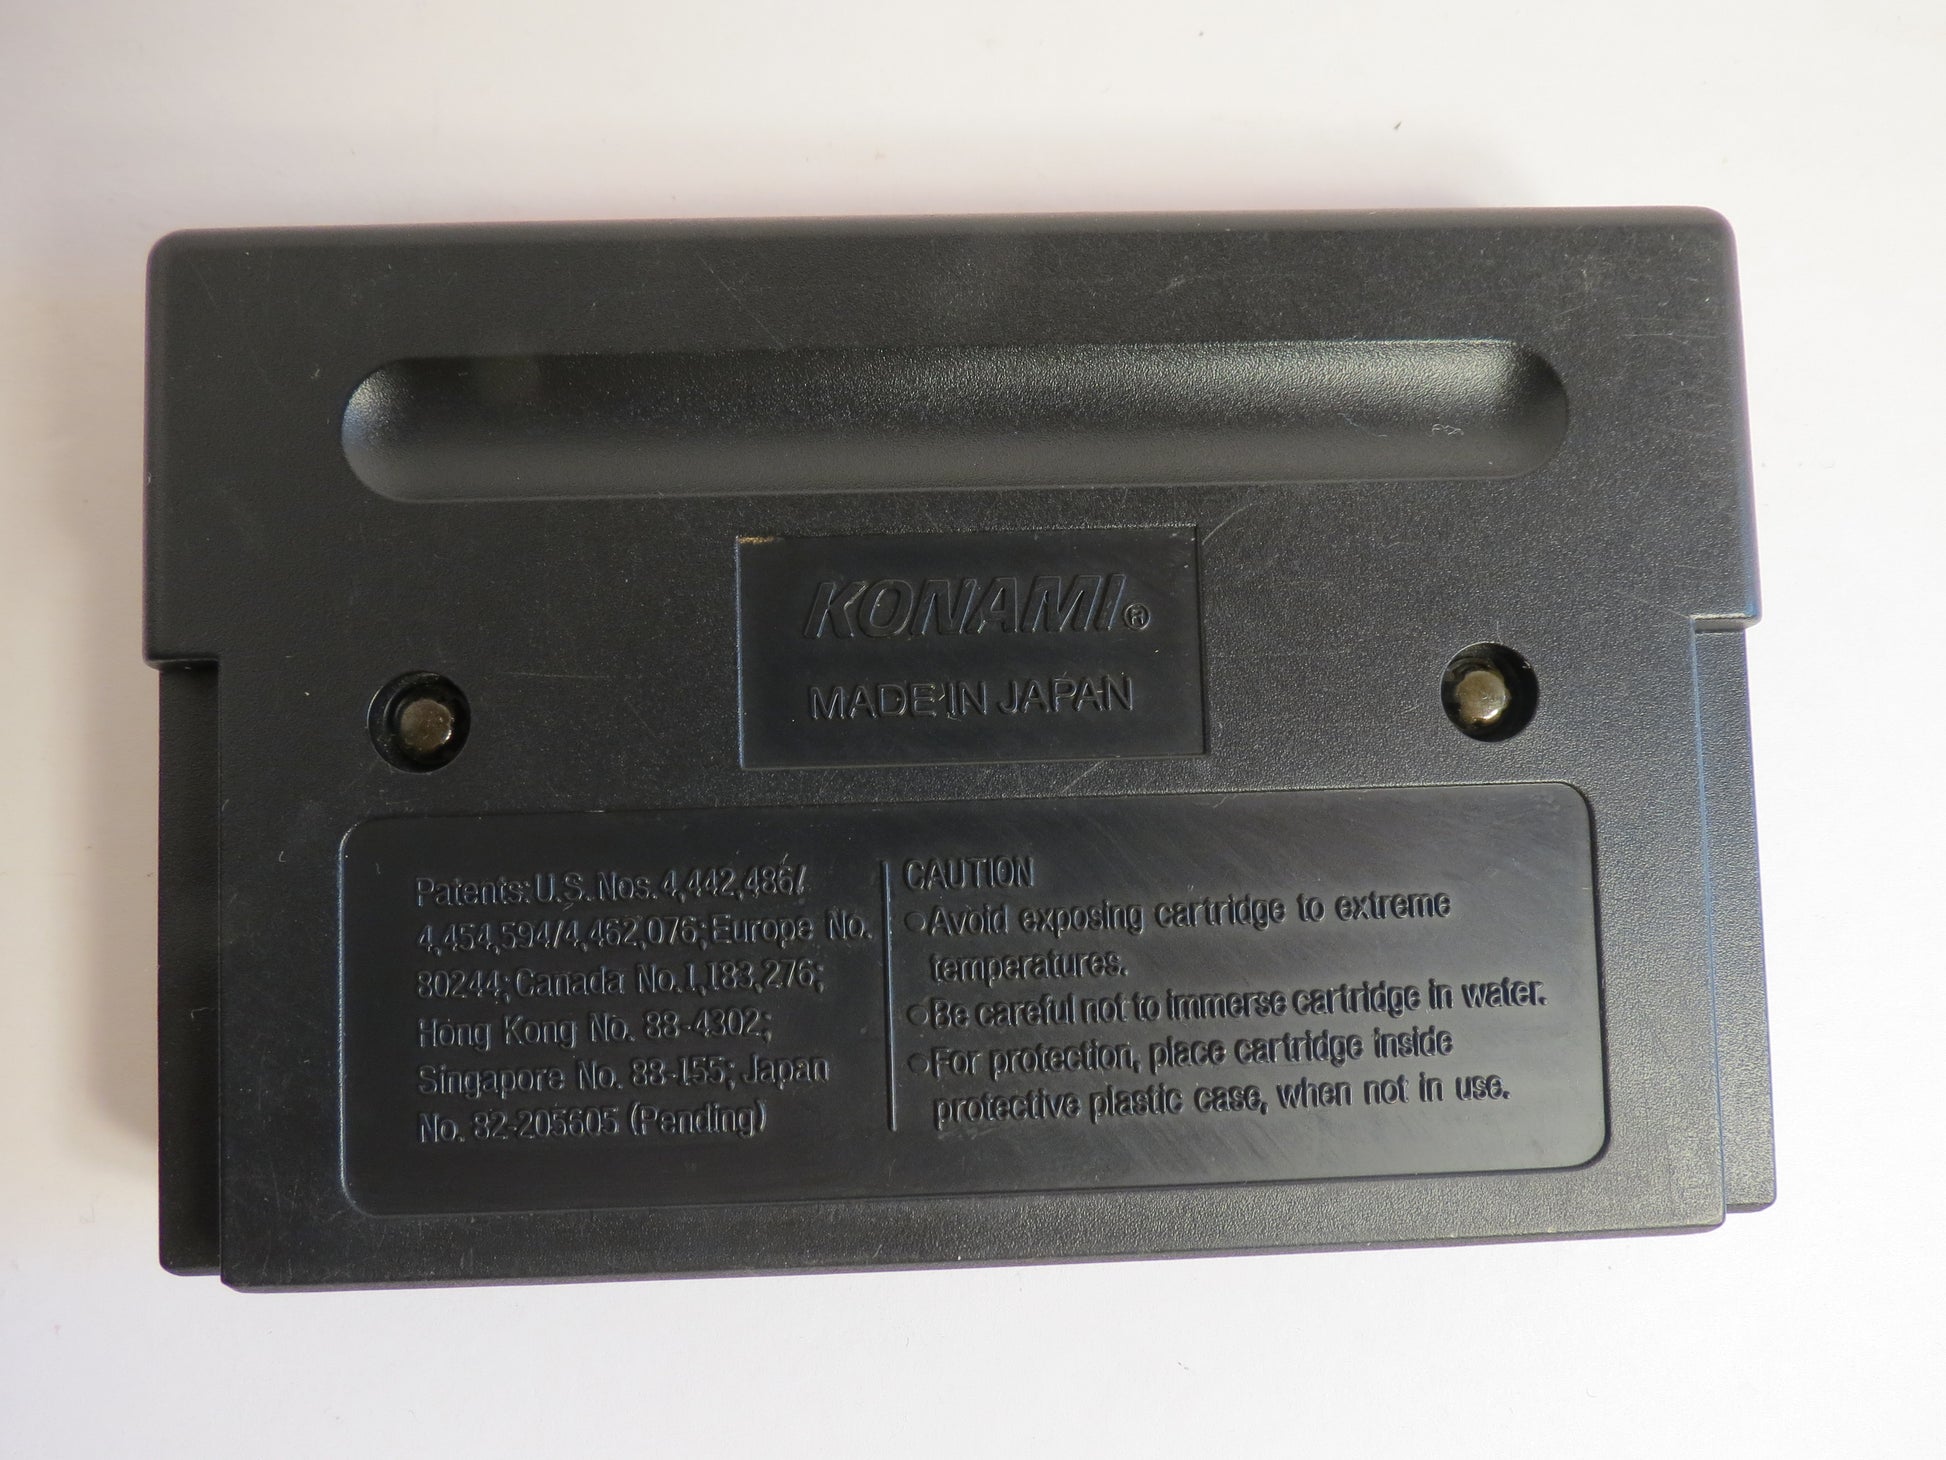 KONAMI®
MADE IN JAPAN
Patents: U.S. Nos. 4,442,486/
4,454,594/4,462,076; Europe No.
80244; Canada No. 1,183,276;
Hong Kong No. 88-4302;
Singapore No. 88-155; Japan
No. 82-205605 (Pending)
CAUTION
●Avoid exposing cartridge to extreme
temperatures.
●Be careful not to immerse cartridge in water.
●For protection, place cartridge inside
protective plastic case, when not in use.